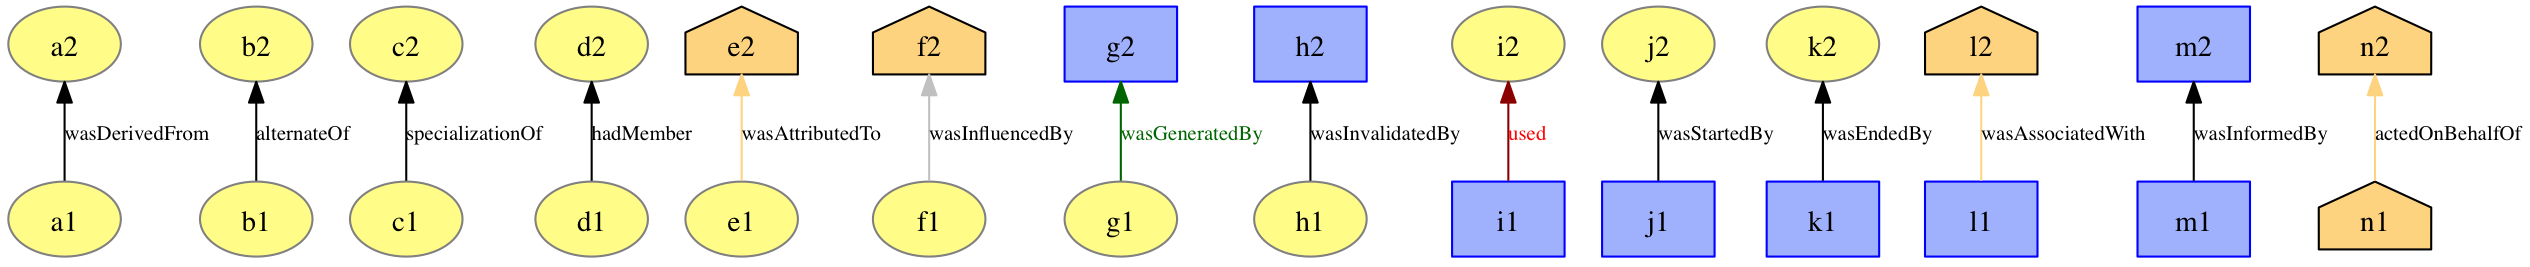 a2 b2 c2 d2 e2 f2 g2 h2 i2 j2 k2 l2 m2 n2
wasDerivedFrom alternateOf specializationOf hadMember wasAttributedTo wasInfluencedBy wasGeneratedBy wasInvalidatedBy used wasStartedBy wasEndedBy wasAssociatedWith wasInformedBy actedOnBehalfOf
a1 b1 c1 d1 e1 f1 g1 h1 i1 j1 k1 l1 m1 n1